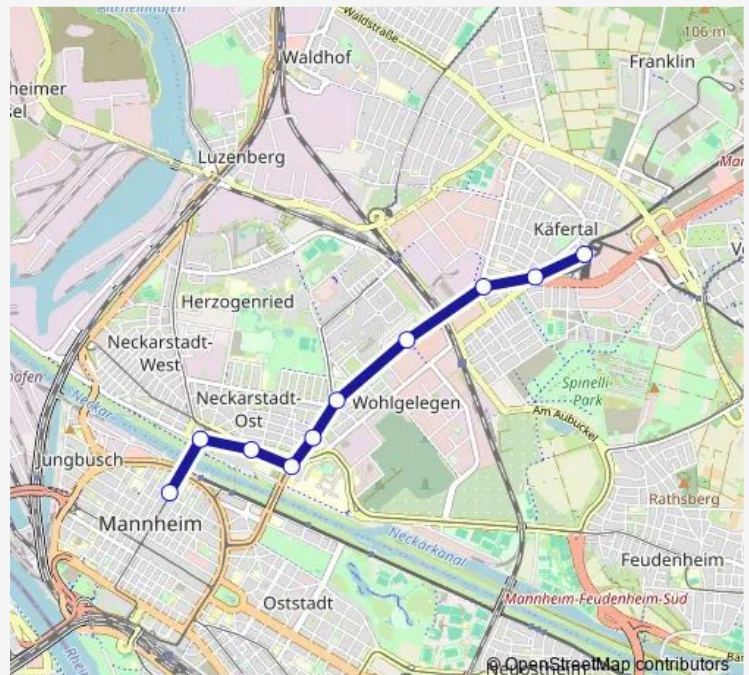 Altrheinhafen
Waldstraße
106 m
Waldhof
Franklin
heimer
Luzenberg
Käfertal
Herzogenried
Neckarstadt-
West
Neckarstadt-
Ost
Wohlgelegen
Spinelli-
Park
Am Aubuckel
Neckar
Jungbusch
Mannheim
Rathsberg
Neckarkanal
Feudenheim
Oststadt
Mannheim-Feudenheim-Süd
© OpenStreetMap contributors